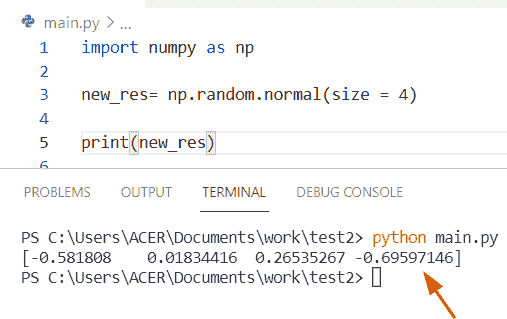 main.py > ...
1 import numpy as np
2
3 new_res= np.random.normal(size = 4)
4
5 print(new_res)
6
PROBLEMS OUTPUT TERMINAL DEBUG CONSOLE
PS C:\Users\ACER\Documents\work\test2> python main.py
[-0.581808    0.01834416  0.26535267 -0.69597146]
PS C:\Users\ACER\Documents\work\test2>